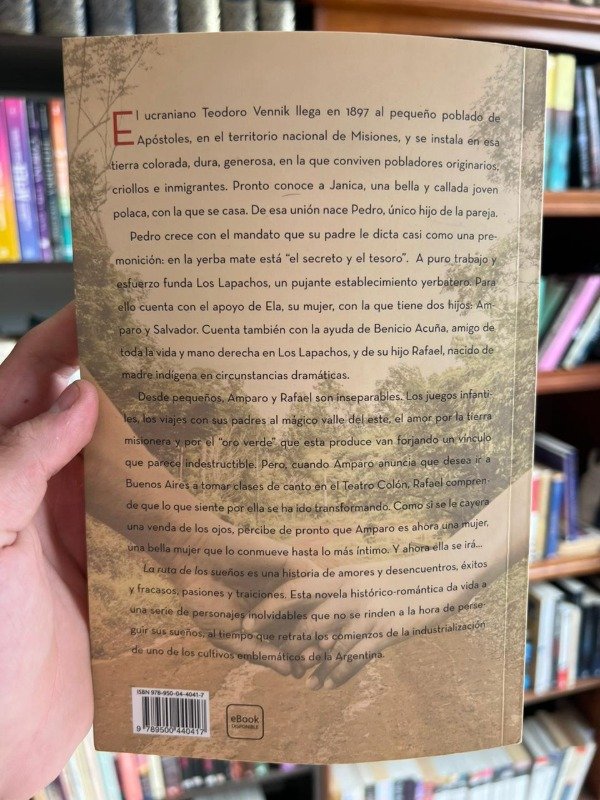 El ucraniano Teodoro Vennik llega en 1897 al pequeño poblado de
Apóstoles, en el territorio nacional de Misiones, y se instala en esa
tierra colorada, dura, generosa, en la que conviven pobladores originarios,
criollos e inmigrantes. Pronto conoce a Janica, una bella y callada joven
polaca, con la que se casa. De esa unión nace Pedro, único hijo de la pareja.
Pedro crece con el mandato que su padre le dicta casi como una pre-
monición: en la yerba mate está “el secreto y el tesoro”. A puro trabajo y
esfuerzo funda Los Lapachos, un pujante establecimiento yerbatero. Para
ello cuenta con el apoyo de Ela, su mujer, con la que tiene dos hijos: Am-
paro y Salvador. Cuenta también con la ayuda de Benicio Acuña, amigo de
toda la vida y mano derecha en Los Lapachos, y de su hijo Rafael, nacido de
madre indígena en circunstancias dramáticas.
Desde pequeños, Amparo y Rafael son inseparables. Los juegos infanti-
les, los viajes con sus padres al mágico valle del este, el amor por la tierra
misionera y por el “oro verde” que esta produce van forjando un vínculo
que parece indestructible. Pero, cuando Amparo anuncia que desea ir a
Buenos Aires a tomar clases de canto en el Teatro Colón, Rafael compren-
de que lo que siente por ella se ha ido transformando. Como si se le cayera
una venda de los ojos, percibe de pronto que Amparo es ahora una mujer,
una bella mujer que lo conmueve hasta lo más íntimo. Y ahora ella se irá...
La ruta de los sueños es una historia de amores y desencuentros, éxitos
y fracasos, pasiones y traiciones. Esta novela histórico-romántica da vida a
una serie de personajes inolvidables que no se rinden a la hora de perse-
guir sus sueños, al tiempo que retrata los comienzos de la industrialización
de uno de los cultivos emblemáticos de la Argentina.
ISBN 978-950-04-4041-7
9 789500 440417
eBook
DISPONIBLE